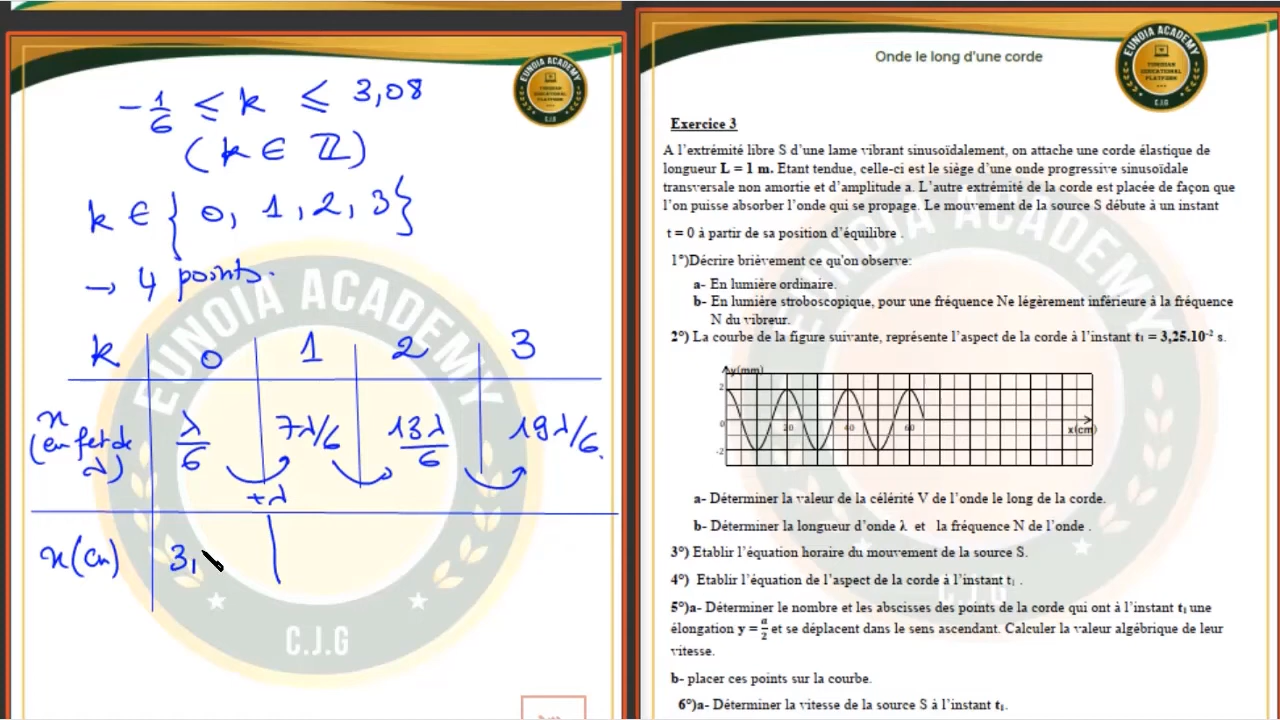 EUNOIA ACADEMY
TUNISIAN EDUCATIONAL PLATFORM
C.J.G
- 1/6 ≤ k ≤ 3,08
(k ∈ ℤ)
k ∈ { 0, 1, 2, 3}
→ 4 points.
k 0 1 2 3
x (en fct de λ) λ/6 7λ/6 13λ/6 19λ/6.
+λ
x(cm) 3,
EUNOIA ACADEMY
C.J.G
Onde le long d'une corde
EUNOIA ACADEMY
TUNISIAN EDUCATIONAL PLATFORM
C.J.G
Exercice 3
A l'extrémité libre S d'une lame vibrant sinusoïdalement, on attache une corde élastique de
longueur L = 1 m. Etant tendue, celle-ci est le siège d'une onde progressive sinusoïdale
transversale non amortie et d'amplitude a. L'autre extrémité de la corde est placée de façon que
l'on puisse absorber l'onde qui se propage. Le mouvement de la source S débute à un instant
t = 0 à partir de sa position d'équilibre .
1°)Décrire brièvement ce qu'on observe:
a- En lumière ordinaire.
b- En lumière stroboscopique, pour une fréquence Ne légèrement inférieure à la fréquence
N du vibreur.
2°) La courbe de la figure suivante, représente l'aspect de la corde à l'instant t₁ = 3,25.10⁻² s.
y(mm)
2
0 20 40 60 x(cm)
-2
a- Déterminer la valeur de la célérité V de l'onde le long de la corde.
b- Déterminer la longueur d'onde λ et la fréquence N de l'onde .
3°) Etablir l'équation horaire du mouvement de la source S.
4°) Etablir l'équation de l'aspect de la corde à l'instant t₁ .
5°)a- Déterminer le nombre et les abscisses des points de la corde qui ont à l'instant t₁ une
élongation y = a/2 et se déplacent dans le sens ascendant. Calculer la valeur algébrique de leur
vitesse.
b- placer ces points sur la courbe.
6°)a- Déterminer la vitesse de la source S à l'instant t₁.
EUNOIA ACADEMY
C.J.G